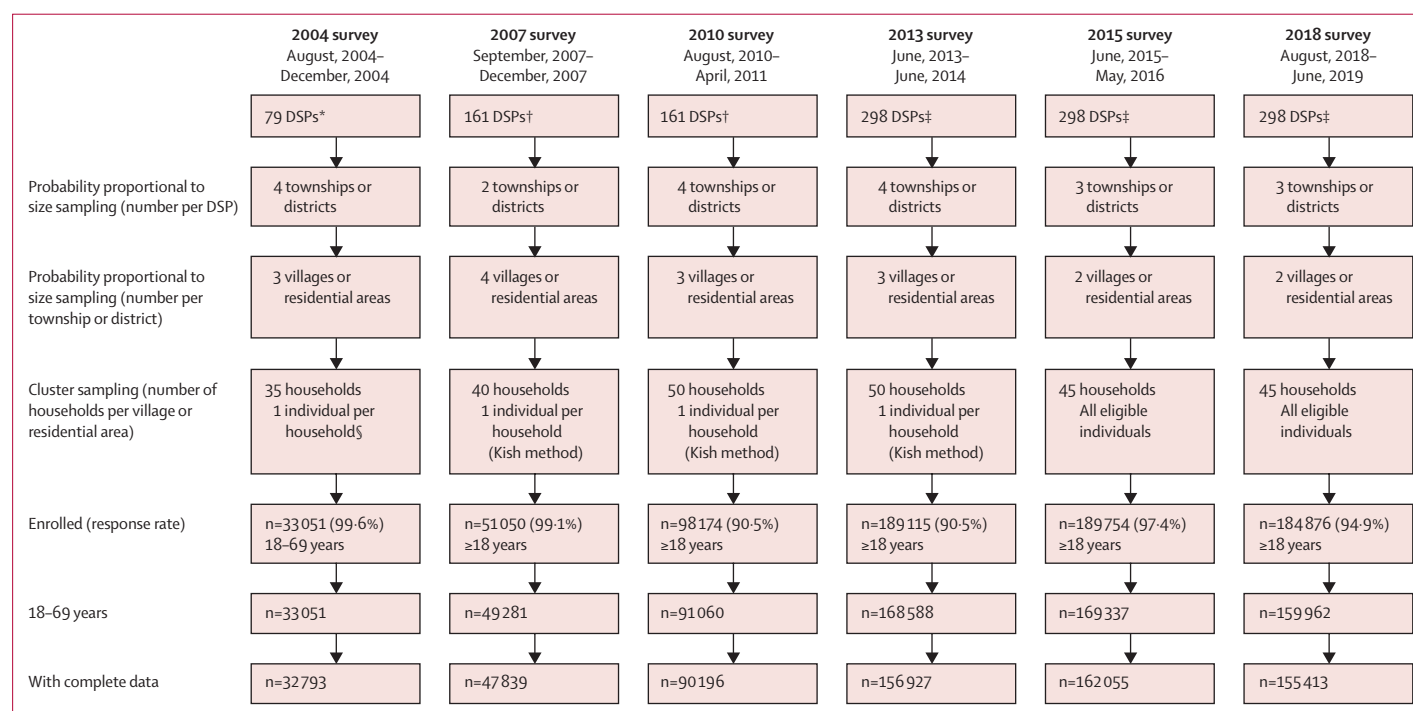 2004 survey
August, 2004–
December, 2004
2007 survey
September, 2007–
December, 2007
2010 survey
August, 2010–
April, 2011
2013 survey
June, 2013–
June, 2014
2015 survey
June, 2015–
May, 2016
2018 survey
August, 2018–
June, 2019
79 DSPs*
161 DSPs†
161 DSPs†
298 DSPs‡
298 DSPs‡
298 DSPs‡
Probability proportional to
size sampling (number per DSP)
4 townships or
districts
2 townships or
districts
4 townships or
districts
4 townships or
districts
3 townships or
districts
3 townships or
districts
Probability proportional to
size sampling (number per
township or district)
3 villages or
residential areas
4 villages or
residential areas
3 villages or
residential areas
3 villages or
residential areas
2 villages or
residential areas
2 villages or
residential areas
Cluster sampling (number of
households per village or
residential area)
35 households
1 individual per
household§
40 households
1 individual per
household
(Kish method)
50 households
1 individual per
household
(Kish method)
50 households
1 individual per
household
(Kish method)
45 households
All eligible
individuals
45 households
All eligible
individuals
Enrolled (response rate)
n=33 051 (99·6%)
18–69 years
n=51 050 (99·1%)
≥18 years
n=98 174 (90·5%)
≥18 years
n=189 115 (90·5%)
≥18 years
n=189 754 (97·4%)
≥18 years
n=184 876 (94·9%)
≥18 years
18–69 years
n=33 051
n=49 281
n=91 060
n=168 588
n=169 337
n=159 962
With complete data
n=32 793
n=47 839
n=90 196
n=156 927
n=162 055
n=155 413